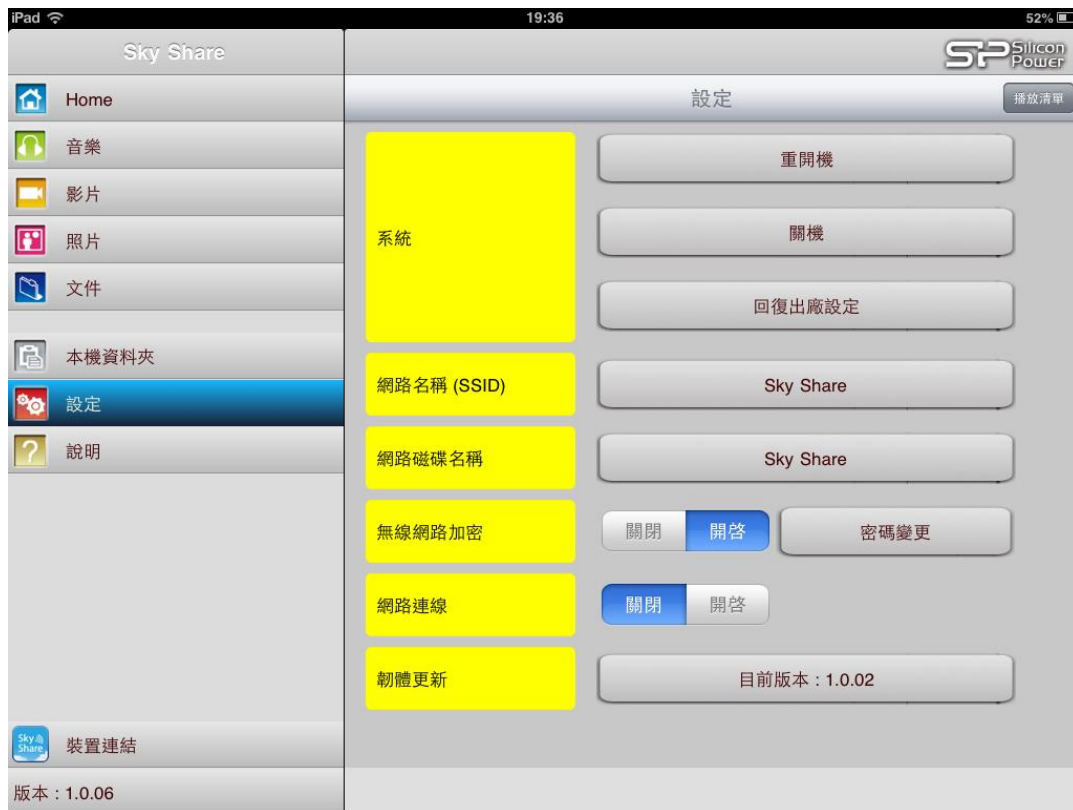 iPad 19:36 52%
Sky Share
SP Silicon Power
Home
音樂
影片
照片
文件
本機資料夾
設定
說明
Sky Share 裝置連結
版本 : 1.0.06
設定 播放清單
系統
重開機
關機
回復出廠設定
網路名稱 (SSID) Sky Share
網路磁碟名稱 Sky Share
無線網路加密 關閉 開啓 密碼變更
網路連線 關閉 開啓
韌體更新 目前版本 : 1.0.02